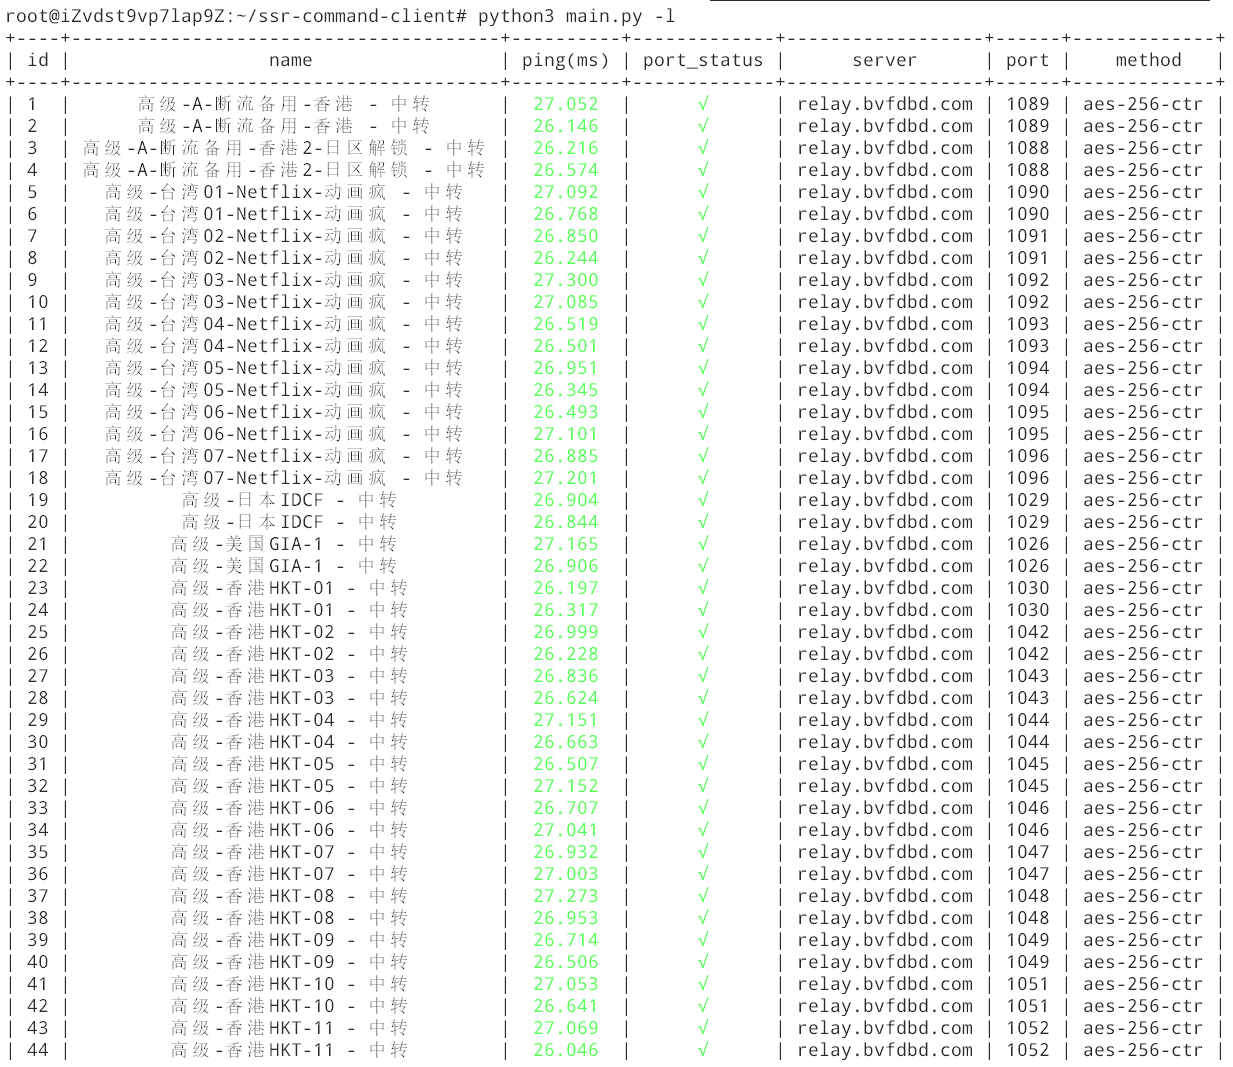 root@iZvdst9vp7lap9Z:~/ssr-command-client# python3 main.py -l
+----+---------------------------------------+----------+-------------+------------------+------+-------------+
| id | name | ping(ms) | port_status | server | port | method |
+----+---------------------------------------+----------+-------------+------------------+------+-------------+
| 1 | 高级-A-断流备用-香港 - 中转 | 27.052 | √ | relay.bvfdbd.com | 1089 | aes-256-ctr |
| 2 | 高级-A-断流备用-香港 - 中转 | 26.146 | √ | relay.bvfdbd.com | 1089 | aes-256-ctr |
| 3 | 高级-A-断流备用-香港2-日区解锁 - 中转 | 26.216 | √ | relay.bvfdbd.com | 1088 | aes-256-ctr |
| 4 | 高级-A-断流备用-香港2-日区解锁 - 中转 | 26.574 | √ | relay.bvfdbd.com | 1088 | aes-256-ctr |
| 5 | 高级-台湾01-Netflix-动画疯 - 中转 | 27.092 | √ | relay.bvfdbd.com | 1090 | aes-256-ctr |
| 6 | 高级-台湾01-Netflix-动画疯 - 中转 | 26.768 | √ | relay.bvfdbd.com | 1090 | aes-256-ctr |
| 7 | 高级-台湾02-Netflix-动画疯 - 中转 | 26.850 | √ | relay.bvfdbd.com | 1091 | aes-256-ctr |
| 8 | 高级-台湾02-Netflix-动画疯 - 中转 | 26.244 | √ | relay.bvfdbd.com | 1091 | aes-256-ctr |
| 9 | 高级-台湾03-Netflix-动画疯 - 中转 | 27.300 | √ | relay.bvfdbd.com | 1092 | aes-256-ctr |
| 10 | 高级-台湾03-Netflix-动画疯 - 中转 | 27.085 | √ | relay.bvfdbd.com | 1092 | aes-256-ctr |
| 11 | 高级-台湾04-Netflix-动画疯 - 中转 | 26.519 | √ | relay.bvfdbd.com | 1093 | aes-256-ctr |
| 12 | 高级-台湾04-Netflix-动画疯 - 中转 | 26.501 | √ | relay.bvfdbd.com | 1093 | aes-256-ctr |
| 13 | 高级-台湾05-Netflix-动画疯 - 中转 | 26.951 | √ | relay.bvfdbd.com | 1094 | aes-256-ctr |
| 14 | 高级-台湾05-Netflix-动画疯 - 中转 | 26.345 | √ | relay.bvfdbd.com | 1094 | aes-256-ctr |
| 15 | 高级-台湾06-Netflix-动画疯 - 中转 | 26.493 | √ | relay.bvfdbd.com | 1095 | aes-256-ctr |
| 16 | 高级-台湾06-Netflix-动画疯 - 中转 | 27.101 | √ | relay.bvfdbd.com | 1095 | aes-256-ctr |
| 17 | 高级-台湾07-Netflix-动画疯 - 中转 | 26.885 | √ | relay.bvfdbd.com | 1096 | aes-256-ctr |
| 18 | 高级-台湾07-Netflix-动画疯 - 中转 | 27.201 | √ | relay.bvfdbd.com | 1096 | aes-256-ctr |
| 19 | 高级-日本IDCF - 中转 | 26.904 | √ | relay.bvfdbd.com | 1029 | aes-256-ctr |
| 20 | 高级-日本IDCF - 中转 | 26.844 | √ | relay.bvfdbd.com | 1029 | aes-256-ctr |
| 21 | 高级-美国GIA-1 - 中转 | 27.165 | √ | relay.bvfdbd.com | 1026 | aes-256-ctr |
| 22 | 高级-美国GIA-1 - 中转 | 26.906 | √ | relay.bvfdbd.com | 1026 | aes-256-ctr |
| 23 | 高级-香港HKT-01 - 中转 | 26.197 | √ | relay.bvfdbd.com | 1030 | aes-256-ctr |
| 24 | 高级-香港HKT-01 - 中转 | 26.317 | √ | relay.bvfdbd.com | 1030 | aes-256-ctr |
| 25 | 高级-香港HKT-02 - 中转 | 26.999 | √ | relay.bvfdbd.com | 1042 | aes-256-ctr |
| 26 | 高级-香港HKT-02 - 中转 | 26.228 | √ | relay.bvfdbd.com | 1042 | aes-256-ctr |
| 27 | 高级-香港HKT-03 - 中转 | 26.836 | √ | relay.bvfdbd.com | 1043 | aes-256-ctr |
| 28 | 高级-香港HKT-03 - 中转 | 26.624 | √ | relay.bvfdbd.com | 1043 | aes-256-ctr |
| 29 | 高级-香港HKT-04 - 中转 | 27.151 | √ | relay.bvfdbd.com | 1044 | aes-256-ctr |
| 30 | 高级-香港HKT-04 - 中转 | 26.663 | √ | relay.bvfdbd.com | 1044 | aes-256-ctr |
| 31 | 高级-香港HKT-05 - 中转 | 26.507 | √ | relay.bvfdbd.com | 1045 | aes-256-ctr |
| 32 | 高级-香港HKT-05 - 中转 | 27.152 | √ | relay.bvfdbd.com | 1045 | aes-256-ctr |
| 33 | 高级-香港HKT-06 - 中转 | 26.707 | √ | relay.bvfdbd.com | 1046 | aes-256-ctr |
| 34 | 高级-香港HKT-06 - 中转 | 27.041 | √ | relay.bvfdbd.com | 1046 | aes-256-ctr |
| 35 | 高级-香港HKT-07 - 中转 | 26.932 | √ | relay.bvfdbd.com | 1047 | aes-256-ctr |
| 36 | 高级-香港HKT-07 - 中转 | 27.003 | √ | relay.bvfdbd.com | 1047 | aes-256-ctr |
| 37 | 高级-香港HKT-08 - 中转 | 27.273 | √ | relay.bvfdbd.com | 1048 | aes-256-ctr |
| 38 | 高级-香港HKT-08 - 中转 | 26.953 | √ | relay.bvfdbd.com | 1048 | aes-256-ctr |
| 39 | 高级-香港HKT-09 - 中转 | 26.714 | √ | relay.bvfdbd.com | 1049 | aes-256-ctr |
| 40 | 高级-香港HKT-09 - 中转 | 26.506 | √ | relay.bvfdbd.com | 1049 | aes-256-ctr |
| 41 | 高级-香港HKT-10 - 中转 | 27.053 | √ | relay.bvfdbd.com | 1051 | aes-256-ctr |
| 42 | 高级-香港HKT-10 - 中转 | 26.641 | √ | relay.bvfdbd.com | 1051 | aes-256-ctr |
| 43 | 高级-香港HKT-11 - 中转 | 27.069 | √ | relay.bvfdbd.com | 1052 | aes-256-ctr |
| 44 | 高级-香港HKT-11 - 中转 | 26.046 | √ | relay.bvfdbd.com | 1052 | aes-256-ctr |